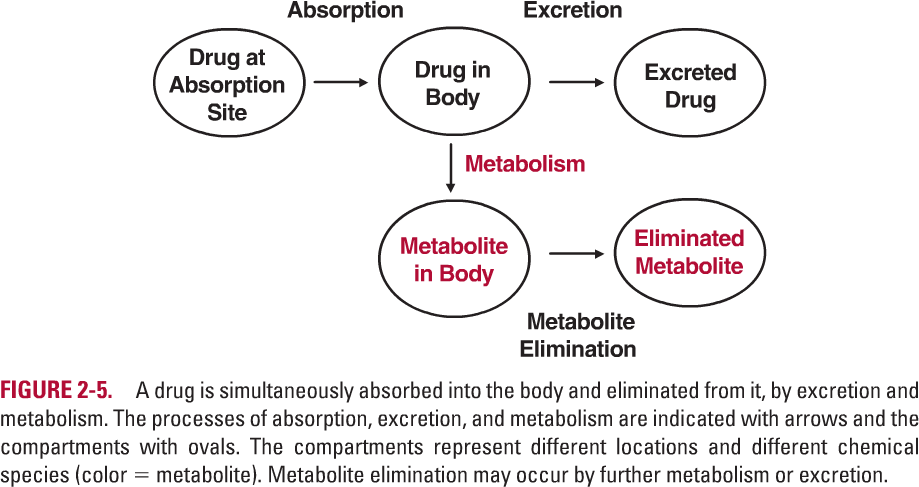 Absorption
Excretion
Drug at
Absorption
Site
Drug in
Body
Excreted
Drug
Metabolism
Metabolite
in Body
Eliminated
Metabolite
Metabolite
Elimination
FIGURE 2-5. A drug is simultaneously absorbed into the body and eliminated from it, by excretion and
metabolism. The processes of absorption, excretion, and metabolism are indicated with arrows and the
compartments with ovals. The compartments represent different locations and different chemical
species (color = metabolite). Metabolite elimination may occur by further metabolism or excretion.